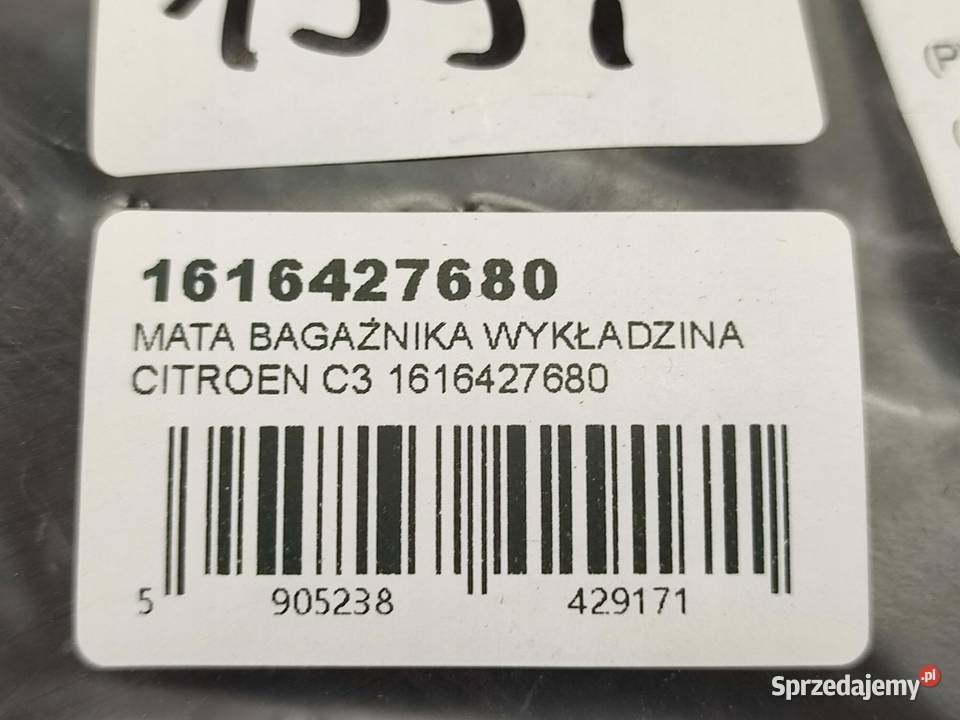 1616427680
MATA BAGAŻNIKA WYKŁADZINA
CITROEN C3 1616427680
5 905238 429171
Sprzedajemy.pl